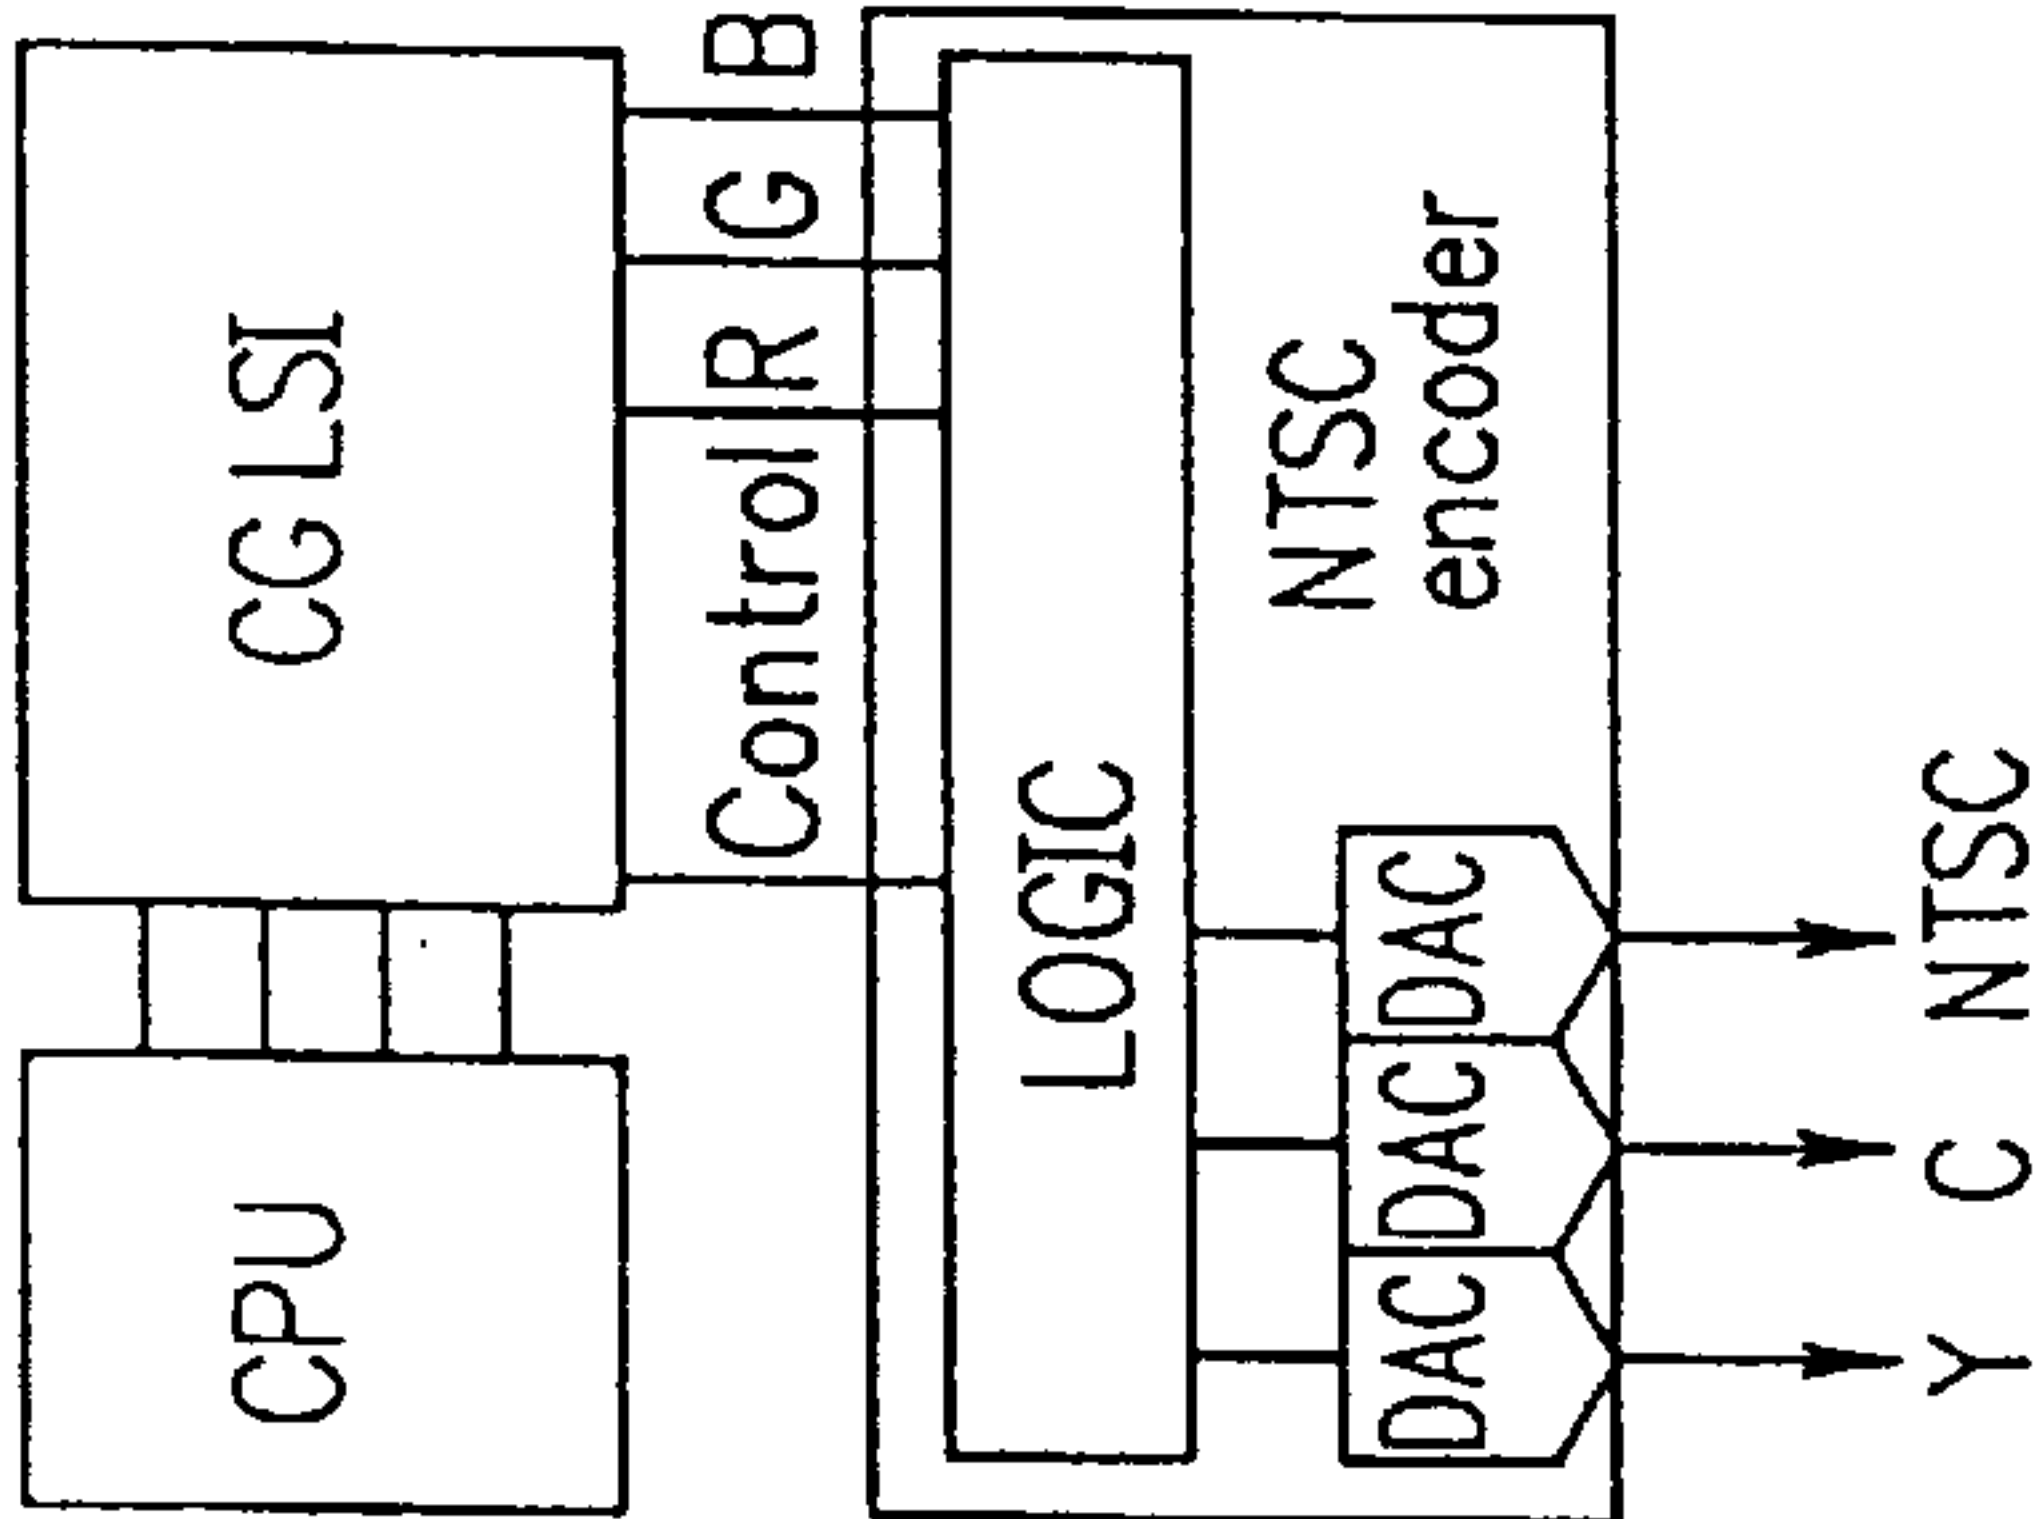 CPU
CG LSI
Control R G B
LOGIC
NTSC
encoder
DAC DAC DAC
Y C NTSC